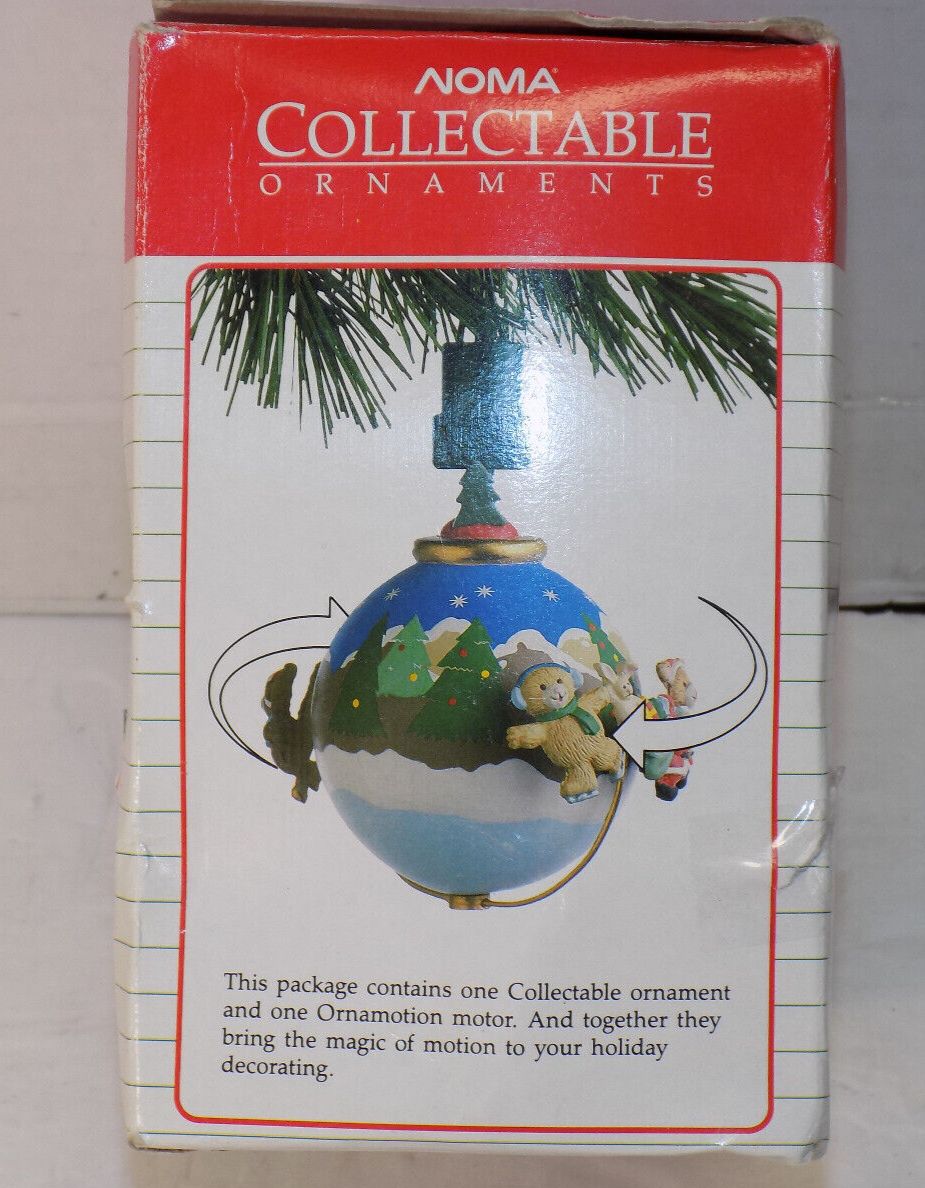 NOMA®
COLLECTABLE
ORNAMENTS
This package contains one Collectable ornament
and one Ornamotion motor. And together they
bring the magic of motion to your holiday
decorating.